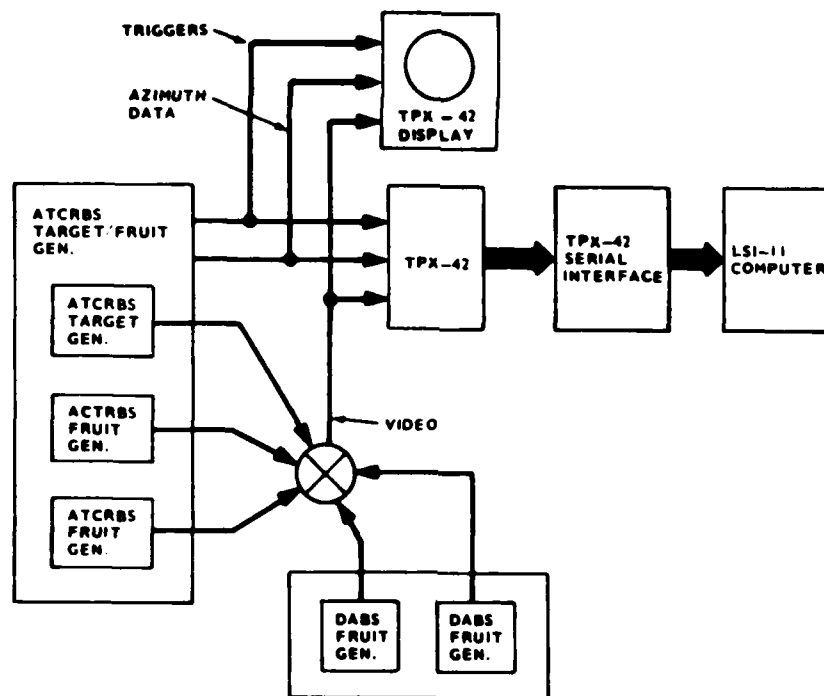 TRIGGERS
AZIMUTH
DATA
TPX-42
DISPLAY
ATCRBS
TARGET/FRUIT
GEN.
TPX-42
TPX-42
SERIAL
INTERFACE
LSI-11
COMPUTER
ATCRBS
TARGET
GEN.
ACTRBS
FRUIT
GEN.
VIDEO
ATCRBS
FRUIT
GEN.
DABS
FRUIT
GEN.
DABS
FRUIT
GEN.